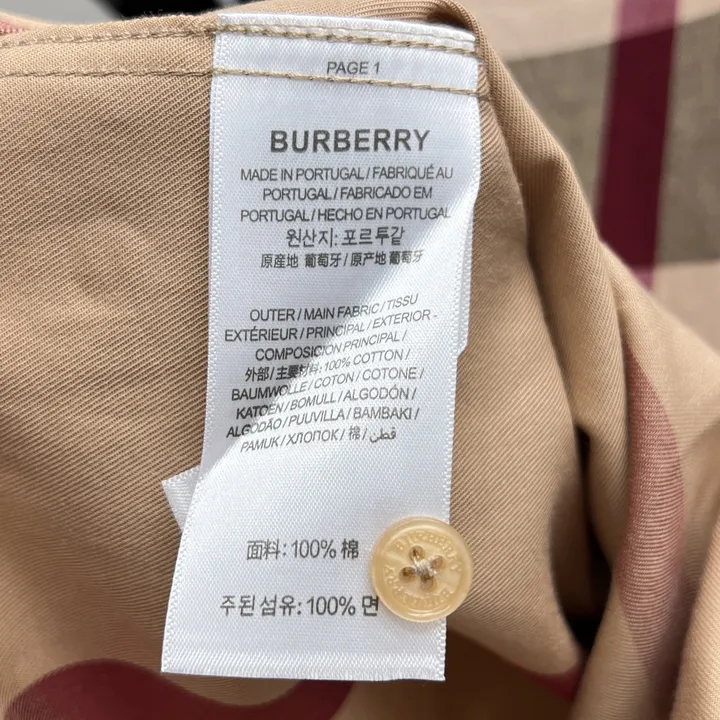 PAGE 1
BURBERRY
MADE IN PORTUGAL / FABRIQUÉ AU
PORTUGAL / FABRICADO EM
PORTUGAL / HECHO EN PORTUGAL
원산지: 포르투갈
原産地 葡萄牙 / 原产地 葡萄牙
OUTER / MAIN FABRIC / TISSU
EXTÉRIEUR / PRINCIPAL / EXTERIOR -
COMPOSICIÓN PRINCIPAL /
外部 / 主要材料: 100% COTTON /
BAUMWOLLE / COTON / COTONE /
KATOEN / BOMULL / ALGODÓN /
ALGODÃO / PUUVILLA / BAMBAKI /
PAMUK / ХЛОПОК / 棉 / قطن
面料: 100% 棉
주된 섬유: 100% 면
BURBERRY